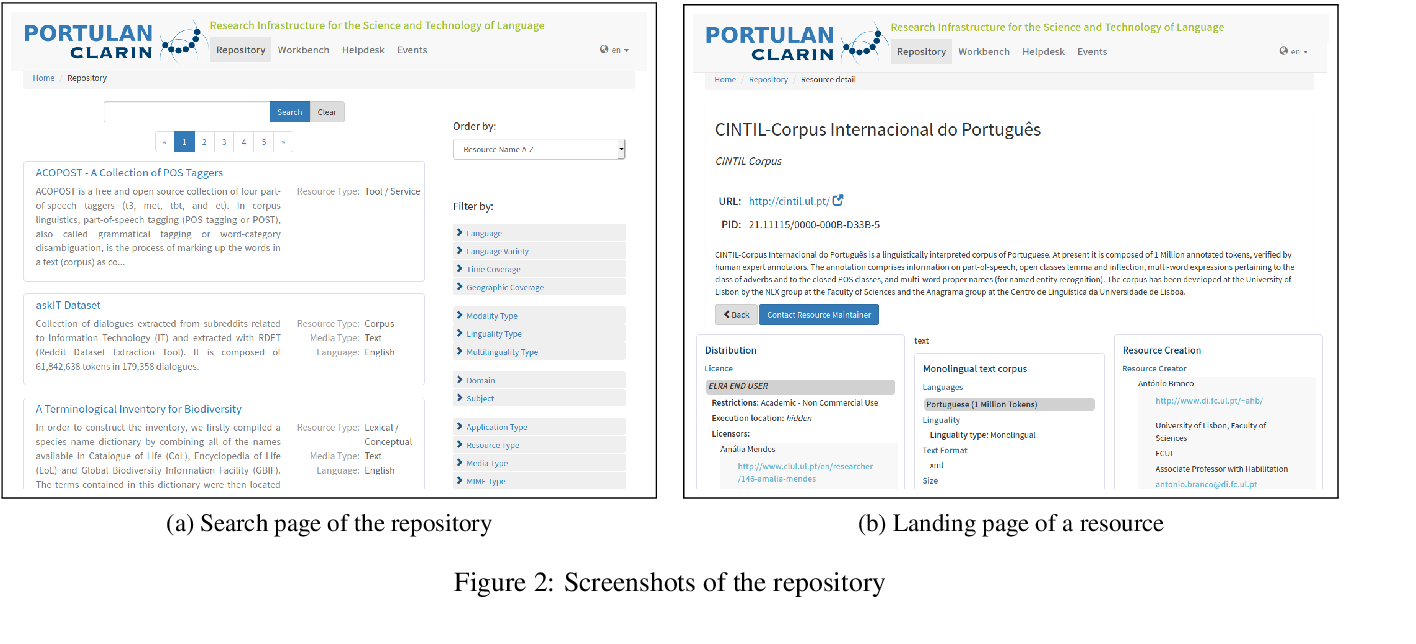 PORTULAN
CLARIN
Research Infrastructure for the Science and Technology of Language
Repository Workbench Helpdesk Events
en
Home / Repository
Search Clear
« 1 2 3 4 5 »
ACOPOST - A Collection of POS Taggers
ACOPOST is a free and open source collection of four part-
of-speech taggers (t3, met, tbt, and et). In corpus
linguistics, part-of-speech tagging (POS tagging or POST),
also called grammatical tagging or word-category
disambiguation, is the process of marking up the words in
a text (corpus) as co...
Resource Type: Tool / Service
askIT Dataset
Collection of dialogues extracted from subreddits related
to Information Technology (IT) and extracted with RDET
(Reddit Dataset Extraction Tool). It is composed of
61,842,638 tokens in 179,358 dialogues.
Resource Type: Corpus
Media Type: Text
Language: English
A Terminological Inventory for Biodiversity
In order to construct the inventory, we firstly compiled a
species name dictionary by combining all of the names
available in Catalogue of Life (CoL), Encyclopedia of Life
(EoL) and Global Biodiversity Information Facility (GBIF).
The terms contained in this dictionary were then located
Resource Type: Lexical /
Conceptual
Media Type: Text
Language: English
Order by:
Resource Name A-Z
Filter by:
Language
Language Variety
Time Coverage
Geographic Coverage
Modality Type
Linguality Type
Multilinguality Type
Domain
Subject
Application Type
Resource Type
Media Type
MIME Type
(a) Search page of the repository
PORTULAN
CLARIN
Research Infrastructure for the Science and Technology of Language
Repository Workbench Helpdesk Events
en
Home / Repository / Resource detail
CINTIL-Corpus Internacional do Português
CINTIL Corpus
URL: http://cintil.ul.pt/
PID: 21.11115/0000-000B-D33B-5
CINTIL-Corpus Internacional do Português is a linguistically interpreted corpus of Portuguese. At present it is composed of 1 Million annotated tokens, verified by
human expert annotators. The annotation comprises information on part-of-speech, open classes lemma and inflection, multi-word expressions pertaining to the
class of adverbs and to the closed POS classes, and multi-word proper names (for named entity recognition). The corpus has been developed at the University of
Lisbon by the NLX group at the Faculty of Sciences and the Anagrama group at the Centro de Linguística da Universidade de Lisboa.
Back Contact Resource Maintainer
Distribution
Licence
ELRA END USER
Restrictions: Academic - Non Commercial Use
Execution location: hidden
Licensors:
Amália Mendes
http://www.clul.ul.pt/en/researcher
/146-amalia-mendes
text
Monolingual text corpus
Languages
Portuguese (1 Million Tokens)
Linguality
Linguality type: Monolingual
Text Format
xml
Size
Resource Creation
Resource Creator
António Branco
http://www.di.fc.ul.pt/~ahb/
University of Lisbon, Faculty of
Sciences
FCUL
Associate Professor with Habilitation
antonio.branco@di.fc.ul.pt
(b) Landing page of a resource
Figure 2: Screenshots of the repository